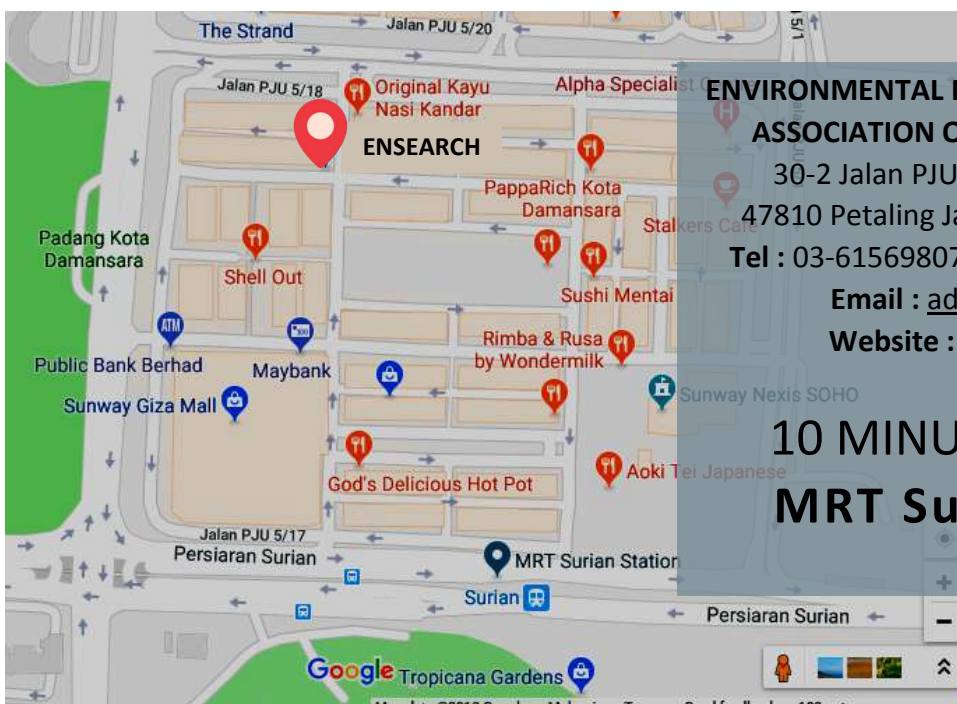 The Strand
Jalan PJU 5/20
5/1
Jalan PJU 5/18
Original Kayu
Nasi Kandar
Alpha Specialist
ENSEARCH
PappaRich Kota
Damansara
Stalkers Cafe
Padang Kota
Damansara
Shell Out
Sushi Mentai
ATM
Public Bank Berhad
Maybank
Rimba & Rusa
by Wondermilk
Sunway Giza Mall
Sunway Nexis SOHO
God's Delicious Hot Pot
Aoki Tei Japanese
Jalan PJU 5/17
Persiaran Surian
MRT Surian Station
Surian
Persiaran Surian
Google
Tropicana Gardens
ENVIRONMENTAL
ASSOCIATION
30-2 Jalan PJU
47810 Petaling
Tel : 03-61569807
Email :
Website :
10
MRT